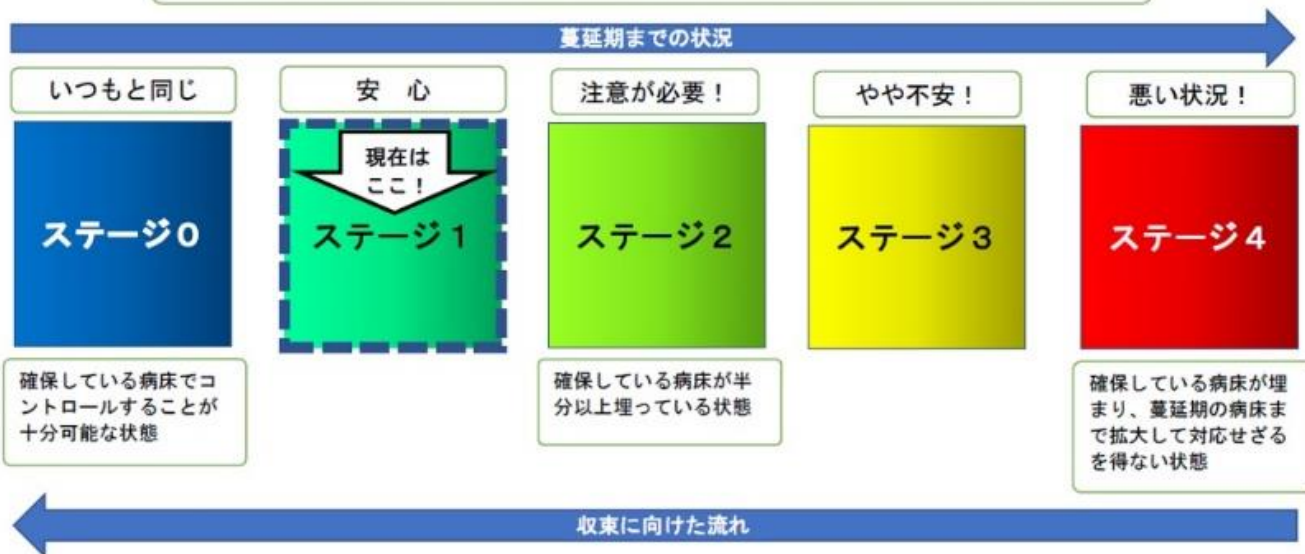 蔓延期までの状況
いつもと同じ
安　心
注意が必要！
やや不安！
悪い状況！
現在は
ここ！
ステージ０
ステージ１
ステージ２
ステージ３
ステージ４
確保している病床でコ
ントロールすることが
十分可能な状態
確保している病床が半
分以上埋っている状態
確保している病床が埋
まり、蔓延期の病床ま
で拡大して対応せざる
を得ない状態
収束に向けた流れ